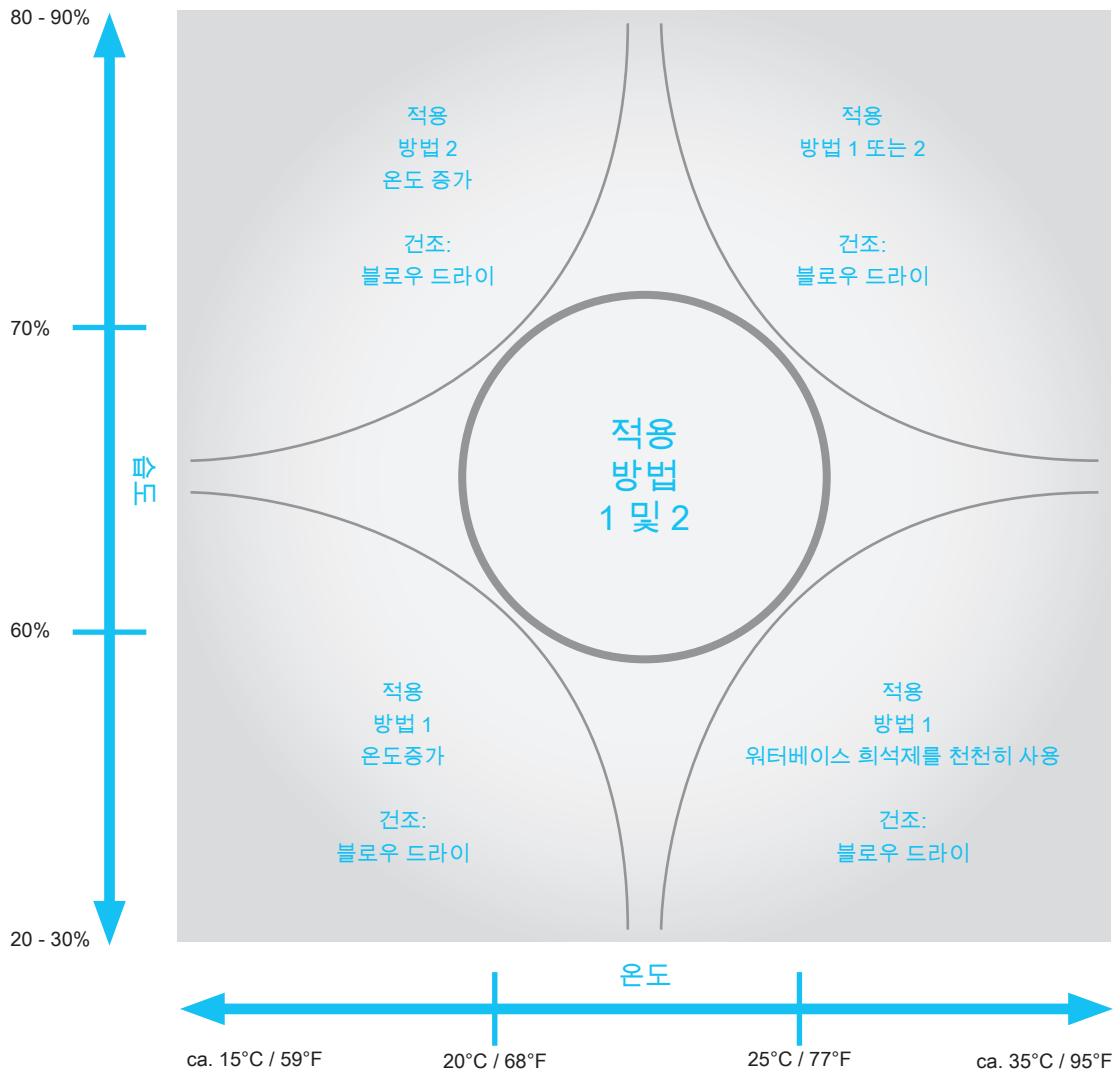 80 - 90%
적용
방법 2
온도 증가
건조:
블로우 드라이
적용
방법 1 또는 2
건조:
블로우 드라이
70%
적용
방법
1 및 2
습도
60%
적용
방법 1
온도증가
건조:
블로우 드라이
적용
방법 1
워터베이스 희석제를 천천히 사용
건조:
블로우 드라이
20 - 30%
온도
ca. 15°C / 59°F
20°C / 68°F
25°C / 77°F
ca. 35°C / 95°F